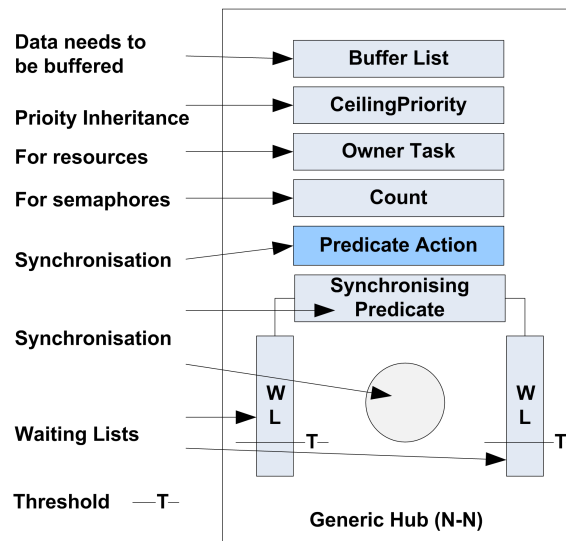 Data needs to
be buffered
Buffer List
Prioity Inheritance
CeilingPriority
For resources
Owner Task
For semaphores
Count
Synchronisation
Predicate Action
Synchronising
Predicate
Synchronisation
W
L
W
L
Waiting Lists
T
T
Threshold
T
Generic Hub (N-N)